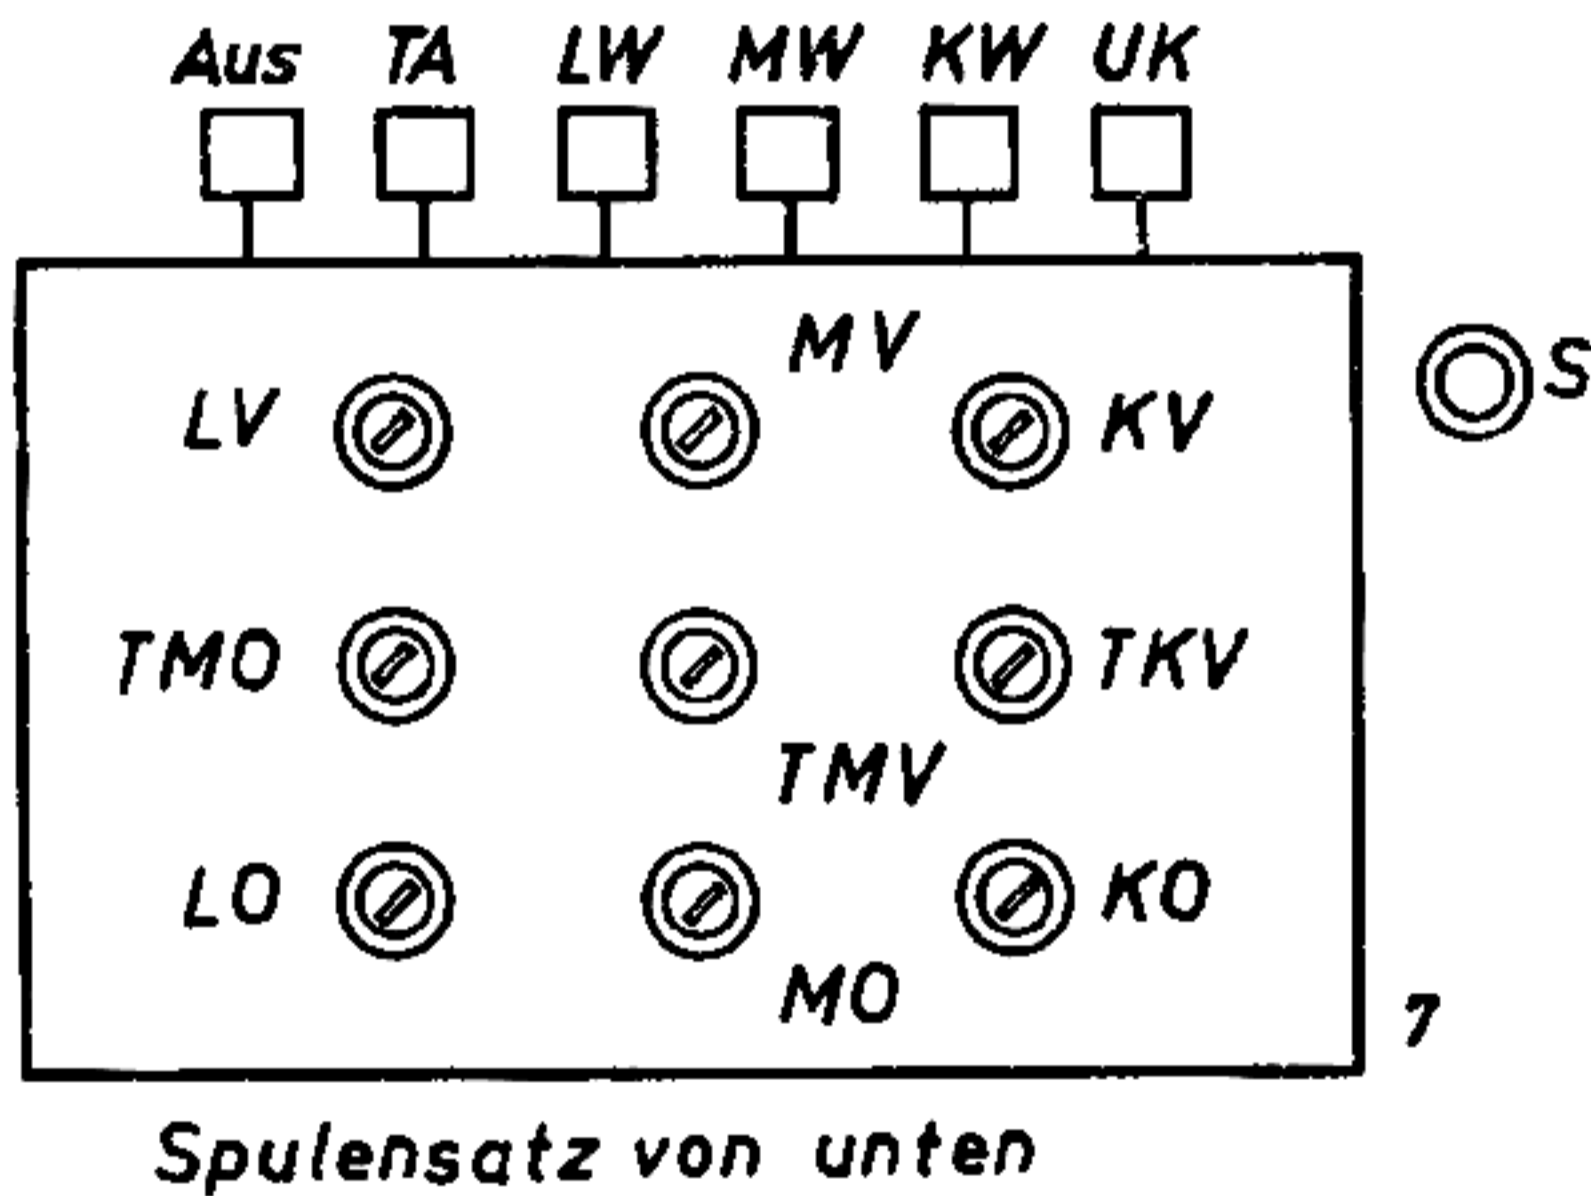 Aus TA LW MW KW UK
MV
LV KV S
TMO TKV
TMV
LO KO
MO
7
Spulensatz von unten